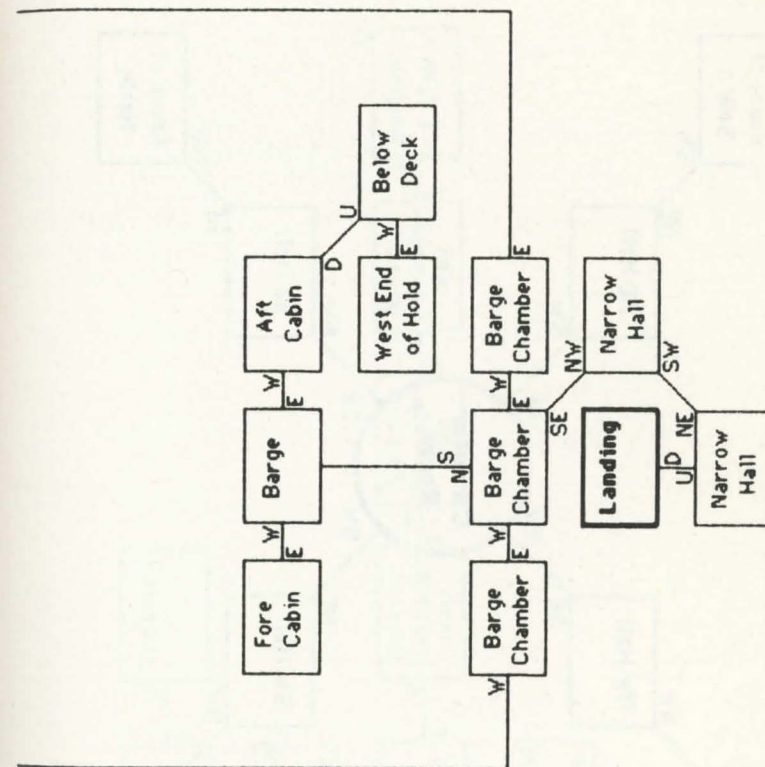 Fore
Cabin
W
E
Barge
W
E
Aft
Cabin
D
U
Below
Deck
W
E
West End
of Hold
S
N
W
Barge
Chamber
W
E
Barge
Chamber
W
E
Barge
Chamber
E
SE
NW
Narrow
Hall
SW
NE
Landing
D
U
Narrow
Hall